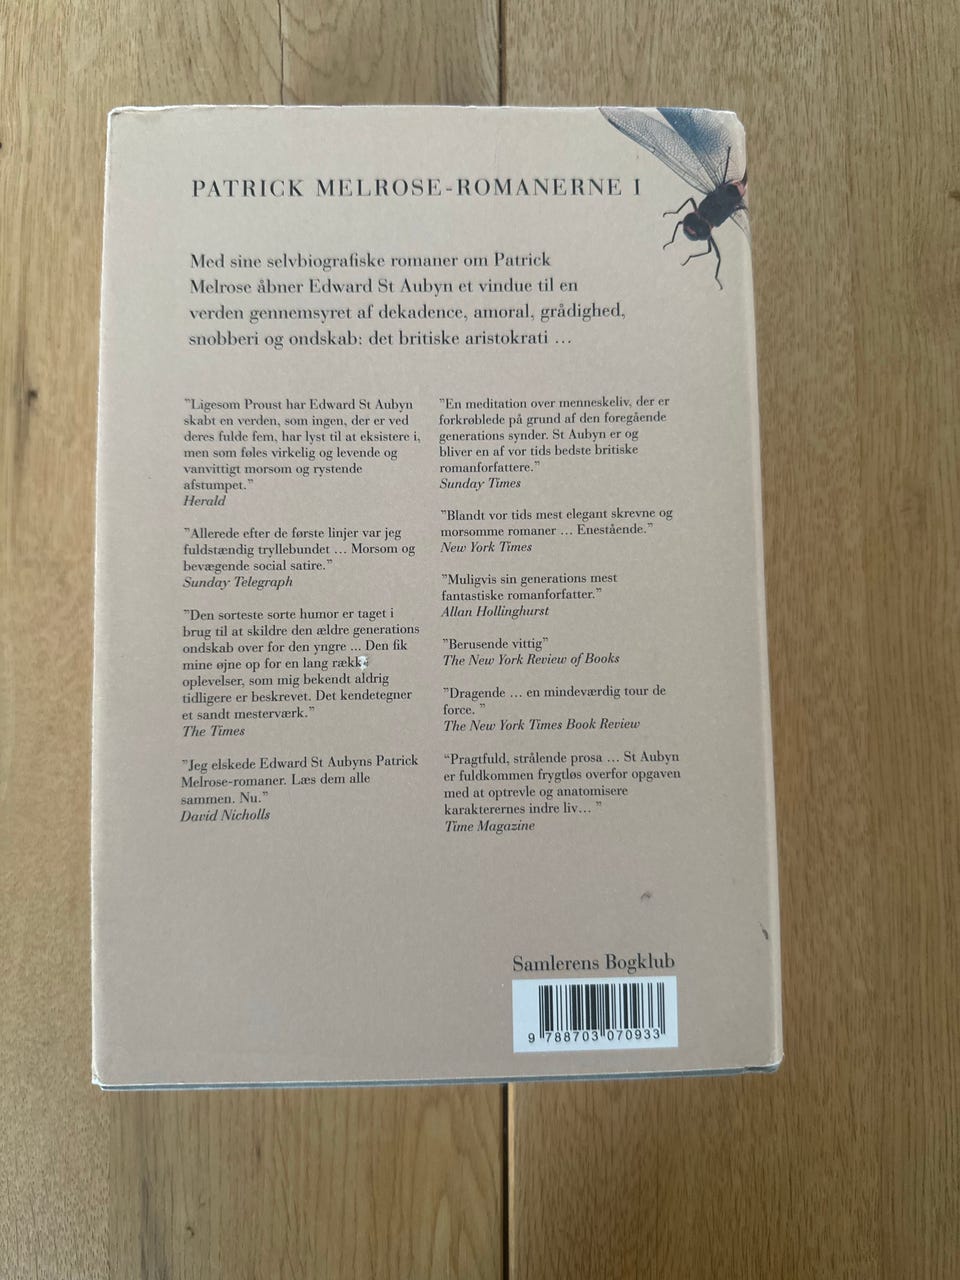 PATRICK MELROSE-ROMANERNE I
Med sine selvbiografiske romaner om Patrick
Melrose åbner Edward St Aubyn et vindue til en
verden gennemsyret af dekadence, amoral, grådighed,
snobberi og ondskab: det britiske aristokrati ...
”Ligesom Proust har Edward St Aubyn
skabt en verden, som ingen, der er ved
deres fulde fem, har lyst til at eksistere i,
men som føles virkelig og levende og
vanvittigt morsom og rystende
afstumpet.”
Herald
”Allerede efter de første linjer var jeg
fuldstændig tryllebundet ... Morsom og
bevægende social satire.”
Sunday Telegraph
”Den sorteste sorte humor er taget i
brug til at skildre den ældre generations
ondskab over for den yngre ... Den fik
mine øjne op for en lang række
oplevelser, som mig bekendt aldrig
tidligere er beskrevet. Det kendetegner
et sandt mesterværk.”
The Times
”Jeg elskede Edward St Aubyns Patrick
Melrose-romaner. Læs dem alle
sammen. Nu.”
David Nicholls
”En meditation over menneskeliv, der er
forkrøblede på grund af den foregående
generations synder. St Aubyn er og
bliver en af vor tids bedste britiske
romanforfattere.”
Sunday Times
”Blandt vor tids mest elegant skrevne og
morsomme romaner ... Enestående.”
New York Times
”Muligvis sin generations mest
fantastiske romanforfatter.”
Allan Hollinghurst
”Berusende vittig”
The New York Review of Books
”Dragende ... en mindeværdig tour de
force. ”
The New York Times Book Review
“Pragtfuld, strålende prosa ... St Aubyn
er fuldkommen frygtløs overfor opgaven
med at optrevle og anatomisere
karakterernes indre liv... ”
Time Magazine
Samlerens Bogklub
9 788703 070933